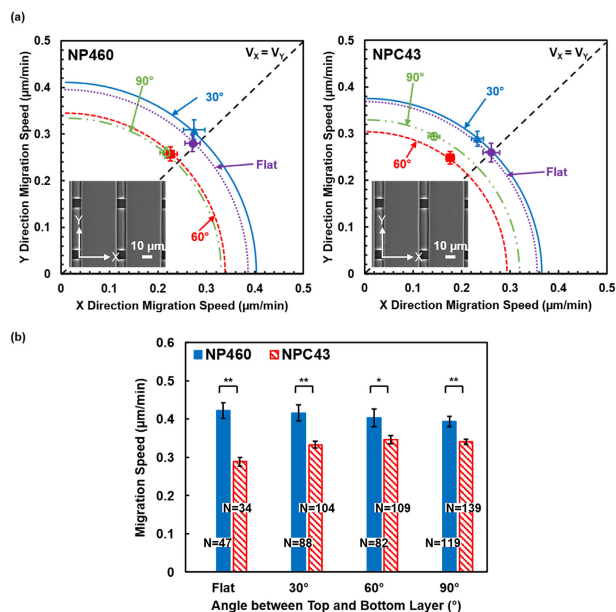 (a)
0.5
NP460
Vx = VY
90°
30°
0.4
0.3
Flat
0.2
60°
0.1
Y
X
10 µm
0
0
0.1
0.2
0.3
0.4
0.5
X Direction Migration Speed (µm/min)
Y Direction Migration Speed (µm/min)
0.5
NPC43
Vx = VY
90°
30°
0.4
0.3
60°
Flat
0.2
0.1
Y
X
10 µm
0
0
0.1
0.2
0.3
0.4
0.5
X Direction Migration Speed (µm/min)
Y Direction Migration Speed (µm/min)
(b)
0.6
NP460 NPC43
** ** * **
0.5
0.4
0.3
0.2
0.1
0
N=34 N=104 N=109 N=139
N=47 N=88 N=82 N=119
Flat 30° 60° 90°
Angle between Top and Bottom Layer (°)
Migration Speed (µm/min)